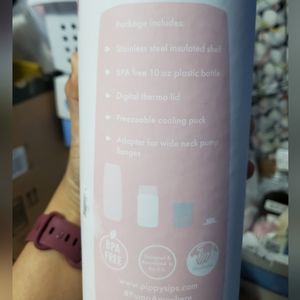 Package includes:
Stainless steel insulated shell
BPA free 10 oz plastic bottle
Digital thermo lid
Freezeable cooling puck
Adapter for wide neck pump
flanges
BPA
FREE
www.pippysips.com